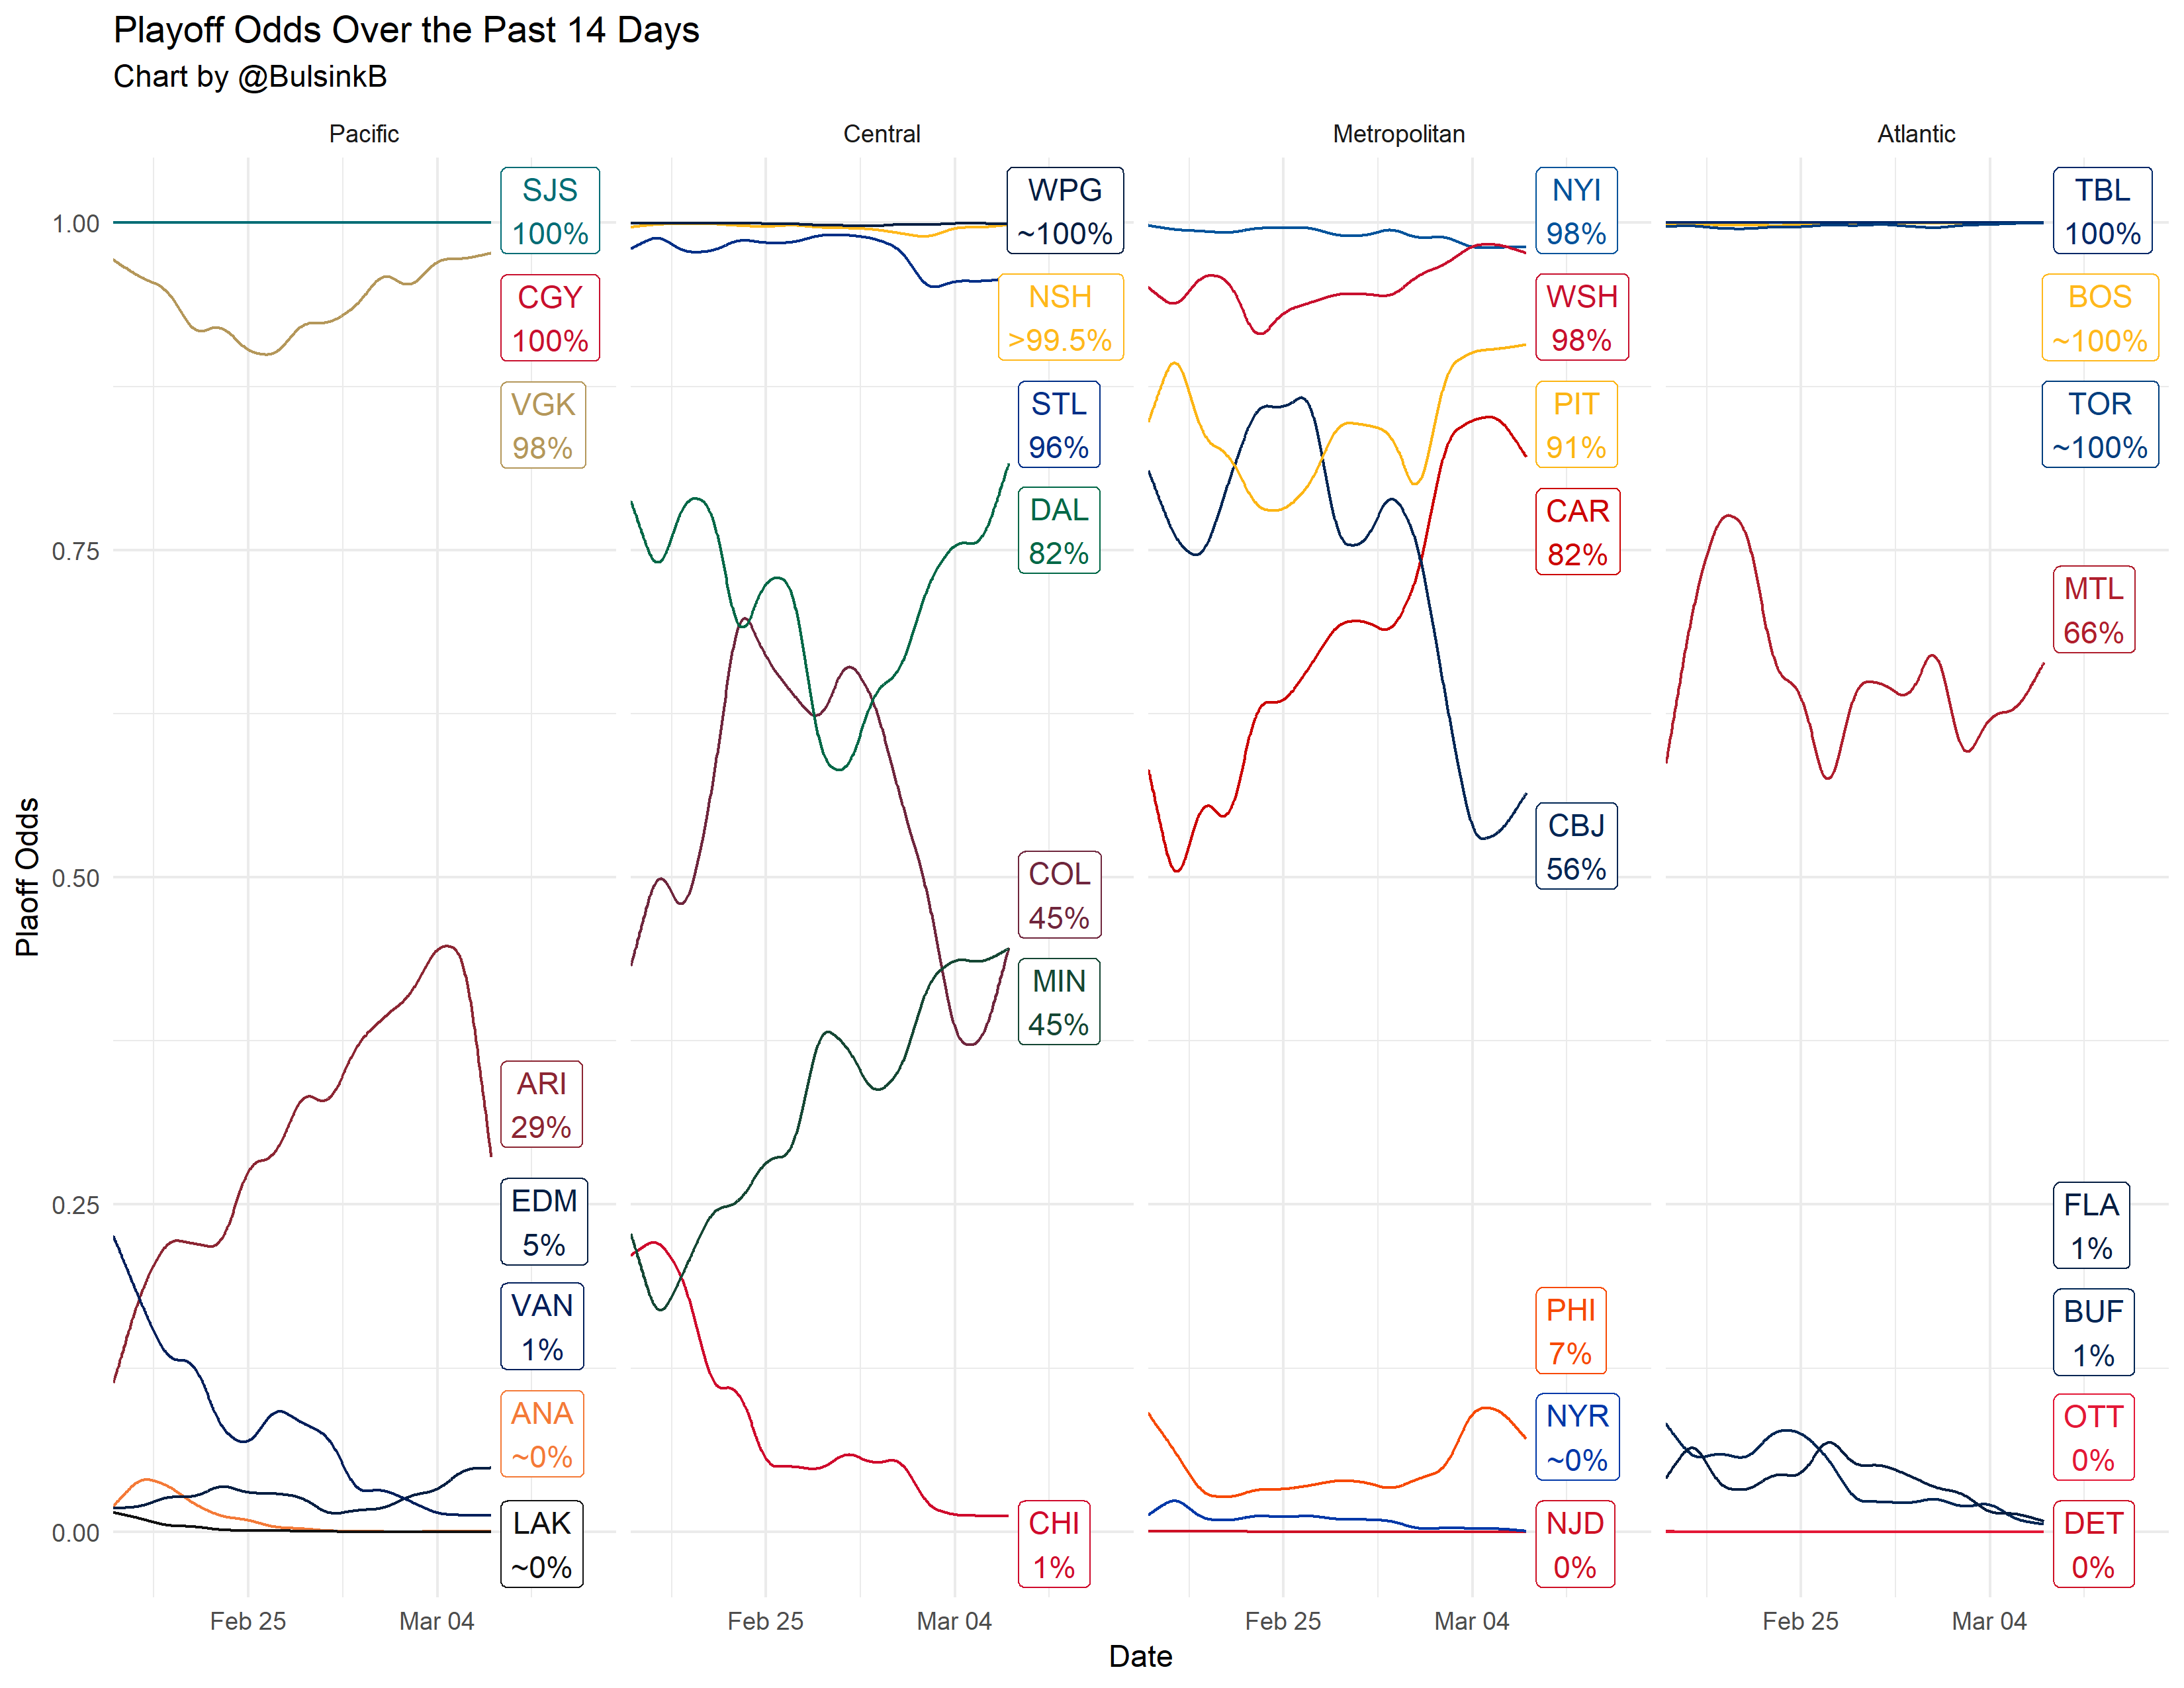 Playoff Odds Over the Past 14 Days
Chart by @BulsinkB
Pacific
Central
Metropolitan
Atlantic
Plaoff Odds
1.00
0.75
0.50
0.25
0.00
SJS
100%
CGY
100%
VGK
98%
ARI
29%
EDM
5%
VAN
1%
ANA
~0%
LAK
~0%
WPG
~100%
NSH
>99.5%
STL
96%
DAL
82%
COL
45%
MIN
45%
CHI
1%
NYI
98%
WSH
98%
PIT
91%
CAR
82%
CBJ
56%
PHI
7%
NYR
~0%
NJD
0%
TBL
100%
BOS
~100%
TOR
~100%
MTL
66%
FLA
1%
BUF
1%
OTT
0%
DET
0%
Feb 25
Mar 04
Feb 25
Mar 04
Feb 25
Mar 04
Feb 25
Mar 04
Date